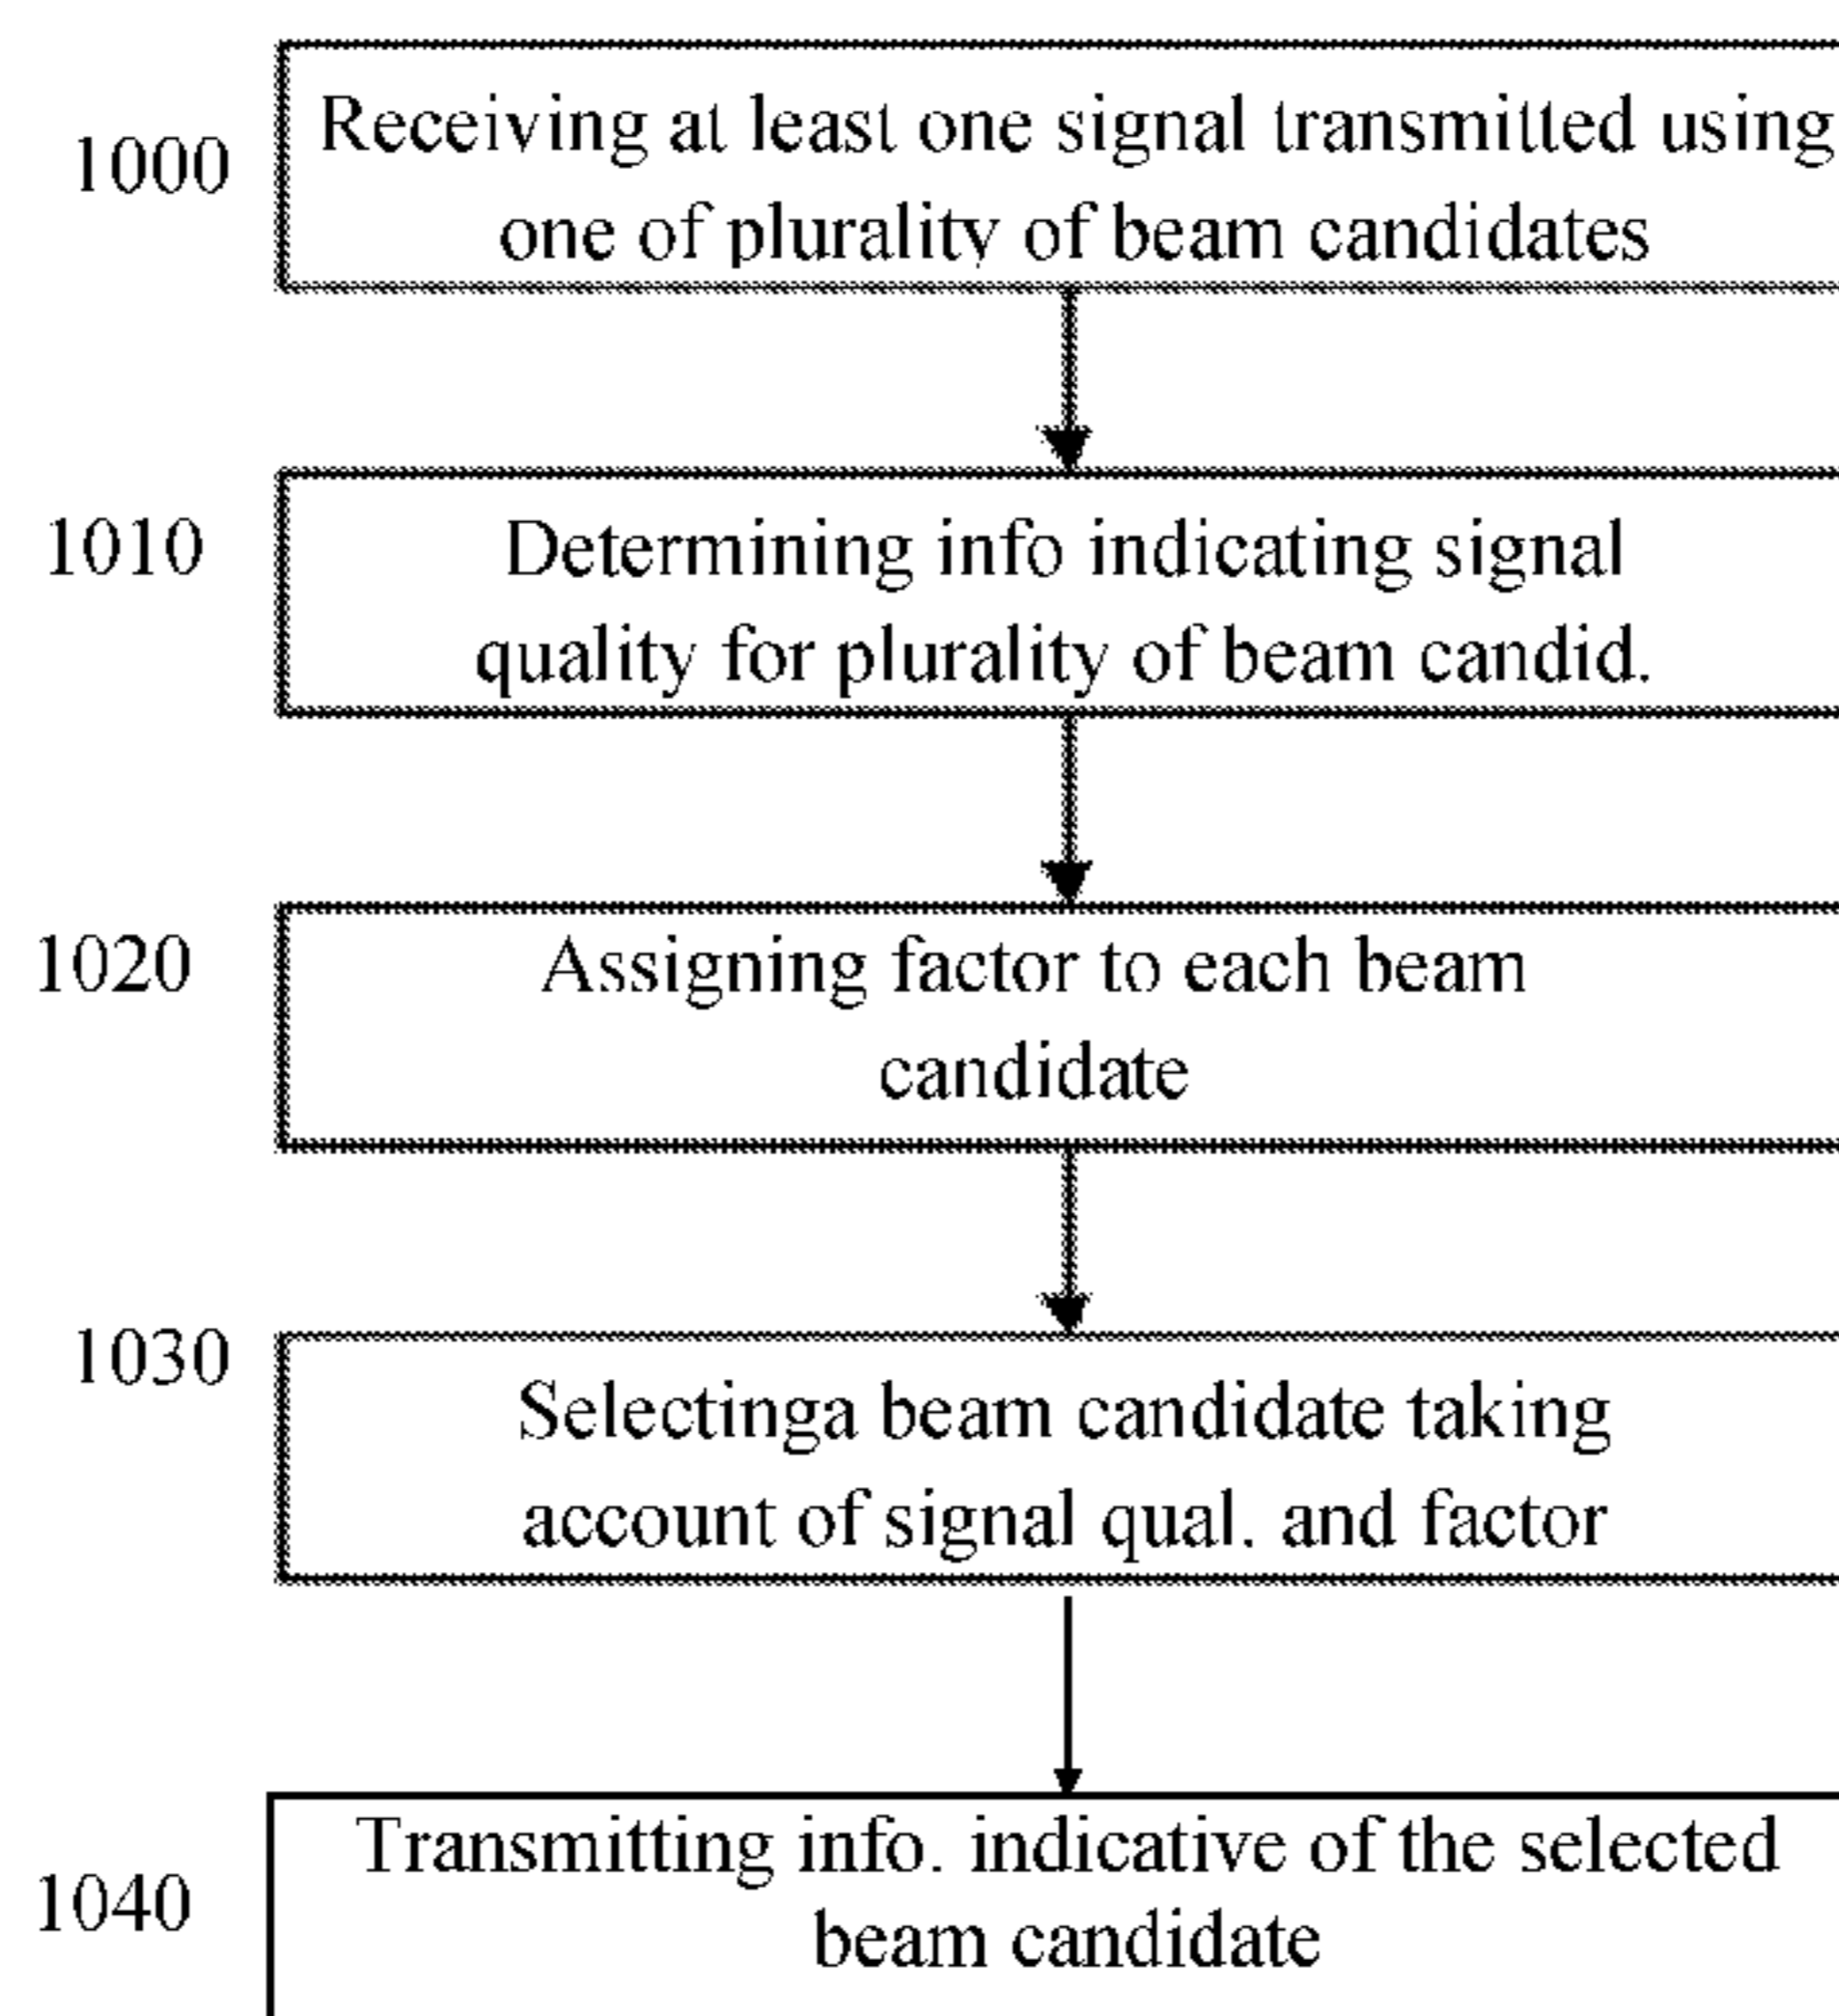 1000
Receiving at least one signal transmitted using
one of plurality of beam candidates
1010
Determining info indicating signal
quality for plurality of beam candid.
1020
Assigning factor to each beam
candidate
1030
Selectinga beam candidate taking
account of signal qual. and factor
1040
Transmitting info. indicative of the selected
beam candidate